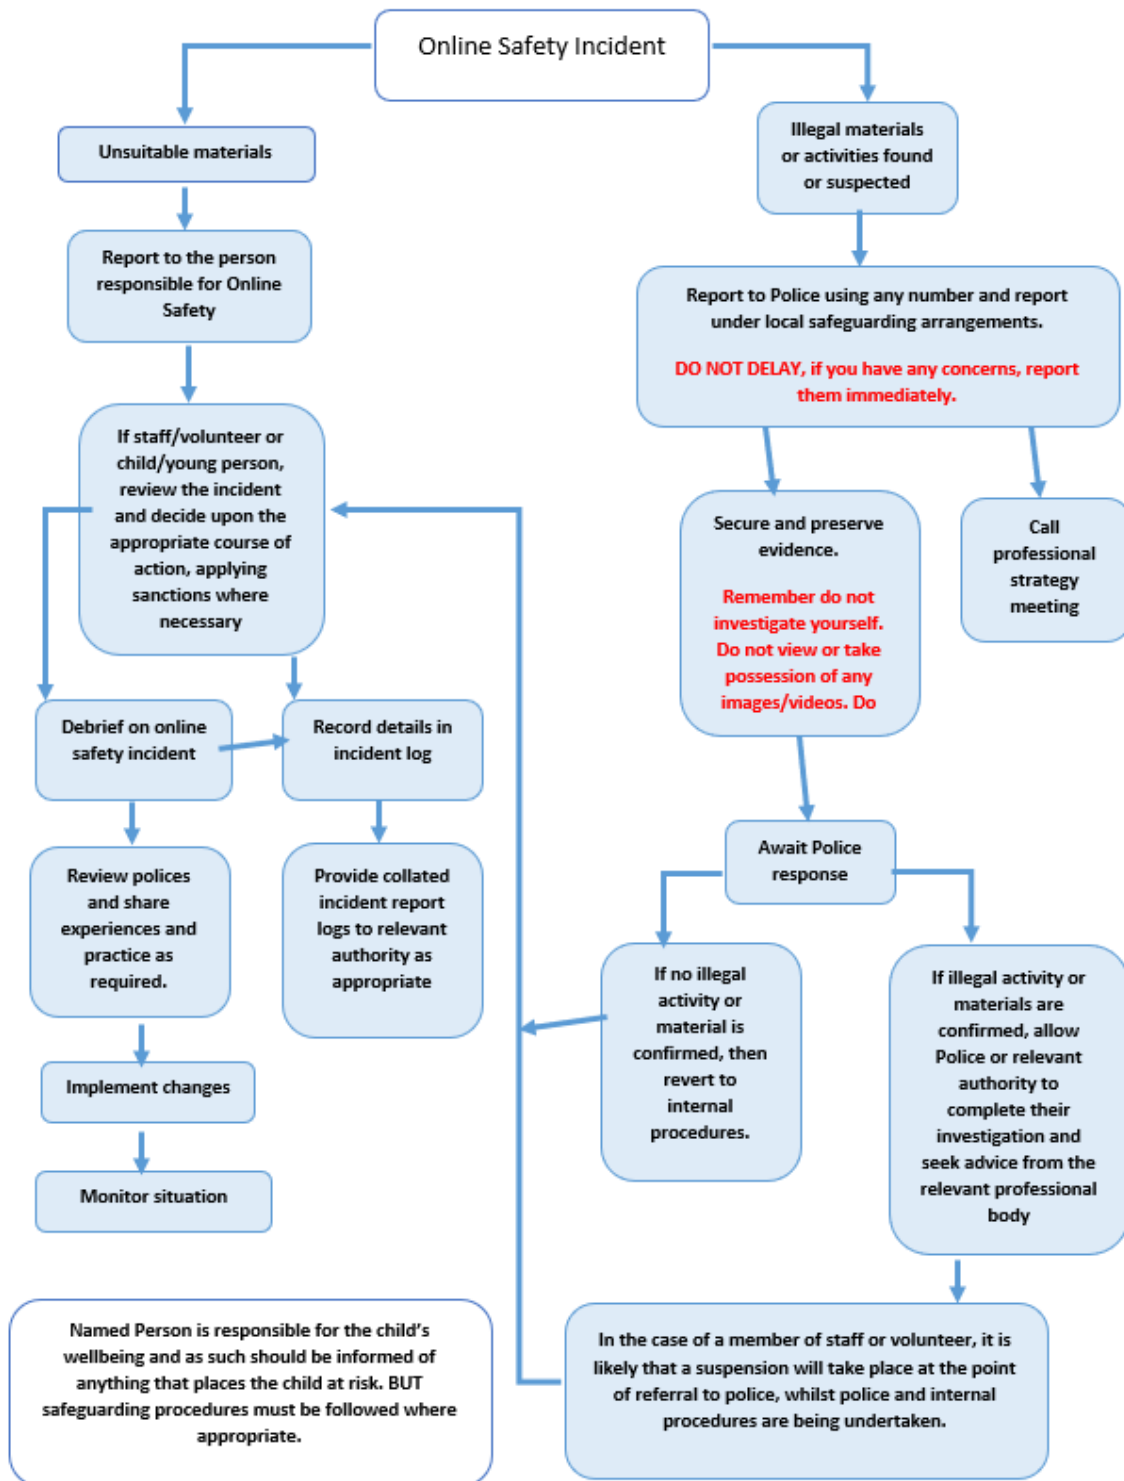 Online Safety Incident
Unsuitable materials
Illegal materials
or activities found
or suspected
Report to the person
responsible for Online
Safety
Report to Police using any number and report
under local safeguarding arrangements.
DO NOT DELAY, if you have any concerns, report
them immediately.
If staff/volunteer or
child/young person,
review the incident
and decide upon the
appropriate course of
action, applying
sanctions where
necessary
Secure and preserve
evidence.
Remember do not
investigate yourself.
Do not view or take
possession of any
images/videos. Do
Call
professional
strategy
meeting
Debrief on online
safety incident
Record details in
incident log
Await Police
response
Review polices
and share
experiences and
practice as
required.
Provide collated
incident report
logs to relevant
authority as
appropriate
If no illegal
activity or
material is
confirmed, then
revert to
internal
procedures.
If illegal activity or
materials are
confirmed, allow
Police or relevant
authority to
complete their
investigation and
seek advice from the
relevant professional
body
Implement changes
Monitor situation
Named Person is responsible for the child’s
wellbeing and as such should be informed of
anything that places the child at risk. BUT
safeguarding procedures must be followed where
appropriate.
In the case of a member of staff or volunteer, it is
likely that a suspension will take place at the point
of referral to police, whilst police and internal
procedures are being undertaken.